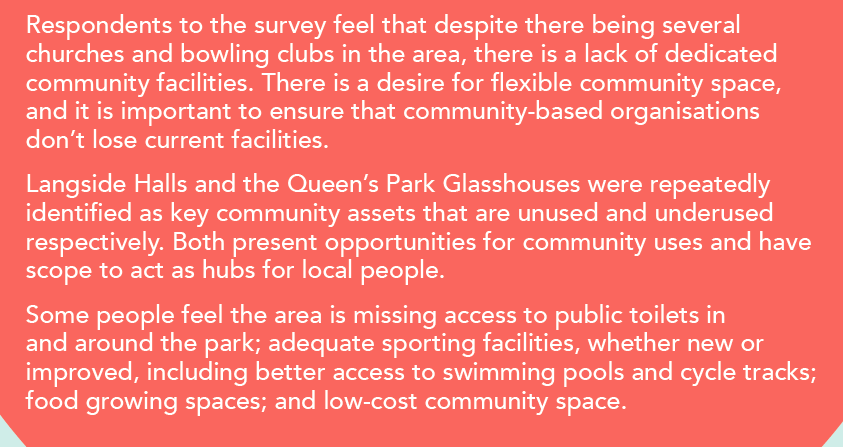 Respondents to the survey feel that despite there being several
churches and bowling clubs in the area, there is a lack of dedicated
community facilities. There is a desire for flexible community space,
and it is important to ensure that community-based organisations
don’t lose current facilities.
Langside Halls and the Queen’s Park Glasshouses were repeatedly
identified as key community assets that are unused and underused
respectively. Both present opportunities for community uses and have
scope to act as hubs for local people.
Some people feel the area is missing access to public toilets in
and around the park; adequate sporting facilities, whether new or
improved, including better access to swimming pools and cycle tracks;
food growing spaces; and low-cost community space.